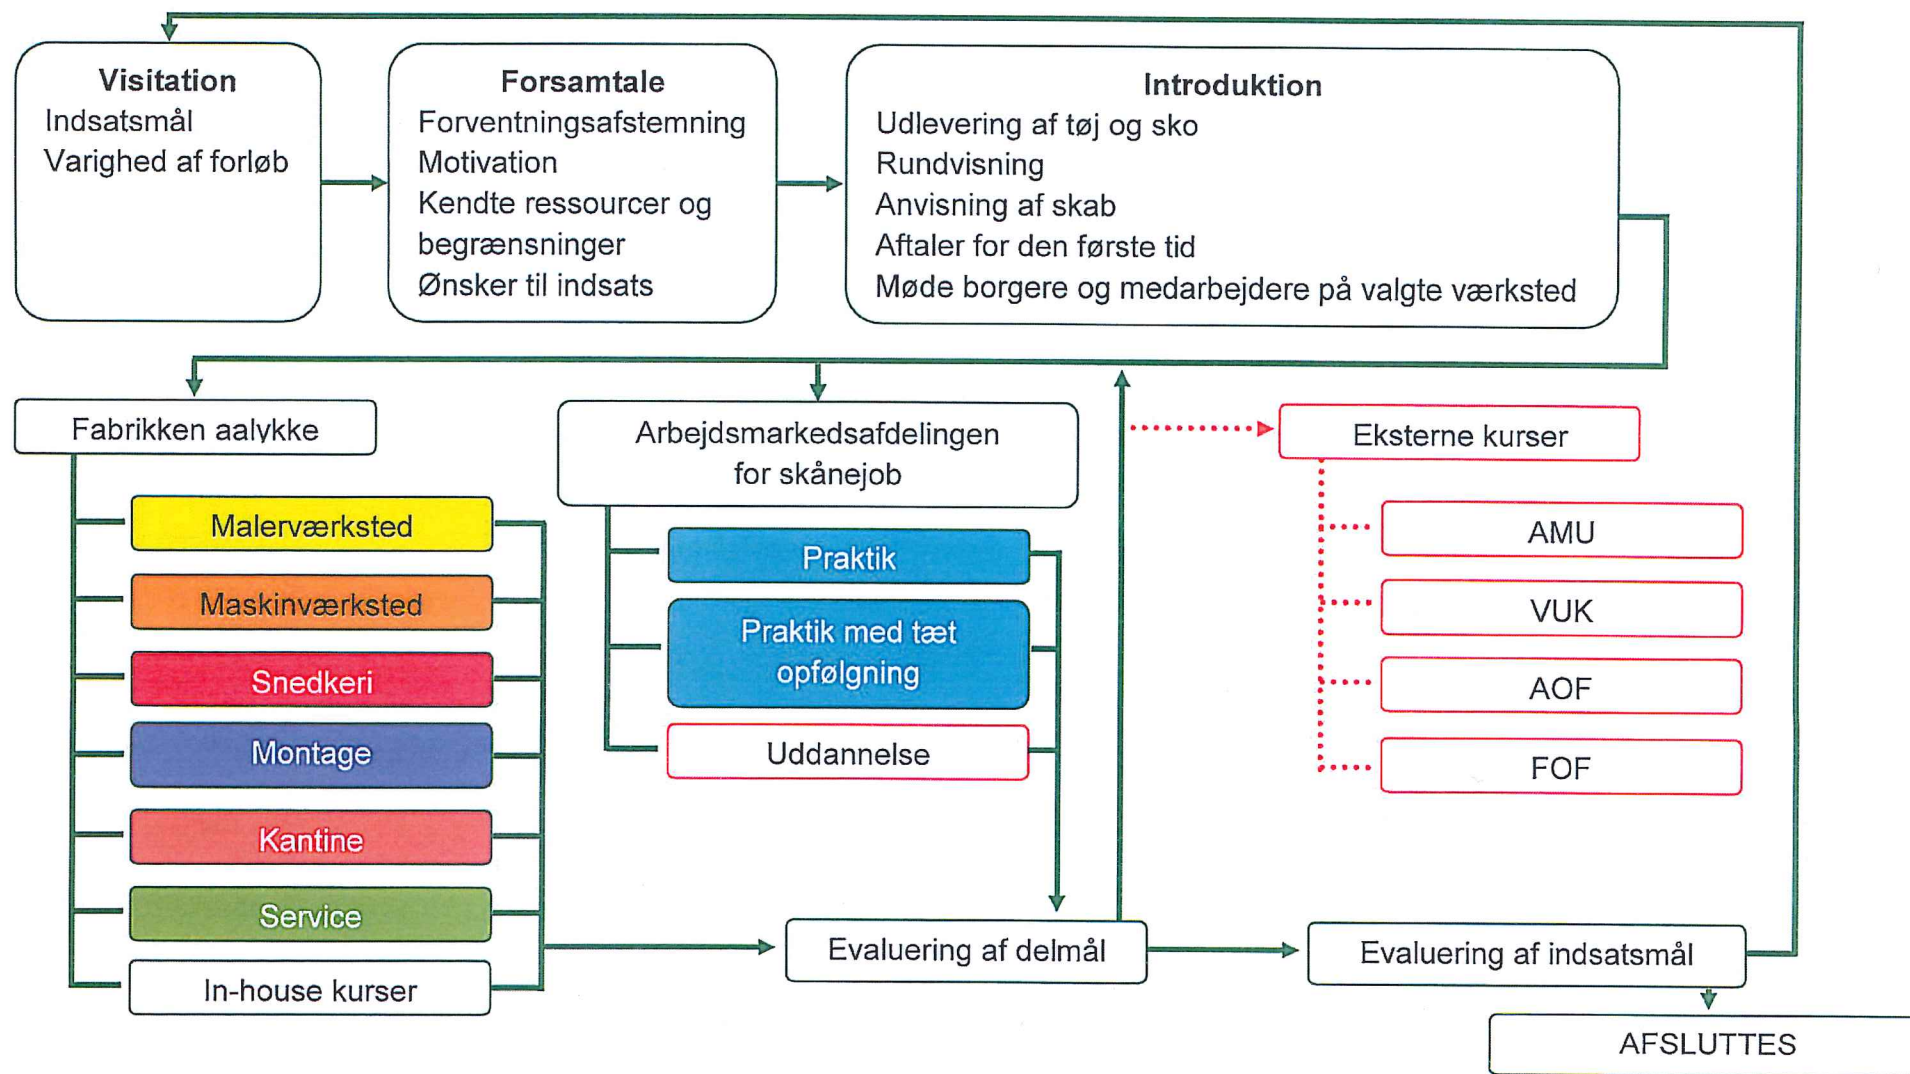 Visitation
Indsatsmål
Varighed af forløb
Forsamtale
Forventningsafstemning
Motivation
Kendte ressourcer og
begrænsninger
Ønsker til indsats
Introduktion
Udlevering af tøj og sko
Rundvisning
Anvisning af skab
Aftaler for den første tid
Møde borgere og medarbejdere på valgte værksted
Fabrikken aalykke
Malerværksted
Maskinværksted
Snedkeri
Montage
Kantine
Service
In-house kurser
Arbejdsmarkedsafdelingen
for skånejob
Praktik
Praktik med tæt
opfølgning
Uddannelse
Eksterne kurser
AMU
VUK
AOF
FOF
Evaluering af delmål
Evaluering af indsatsmål
AFSLUTTES